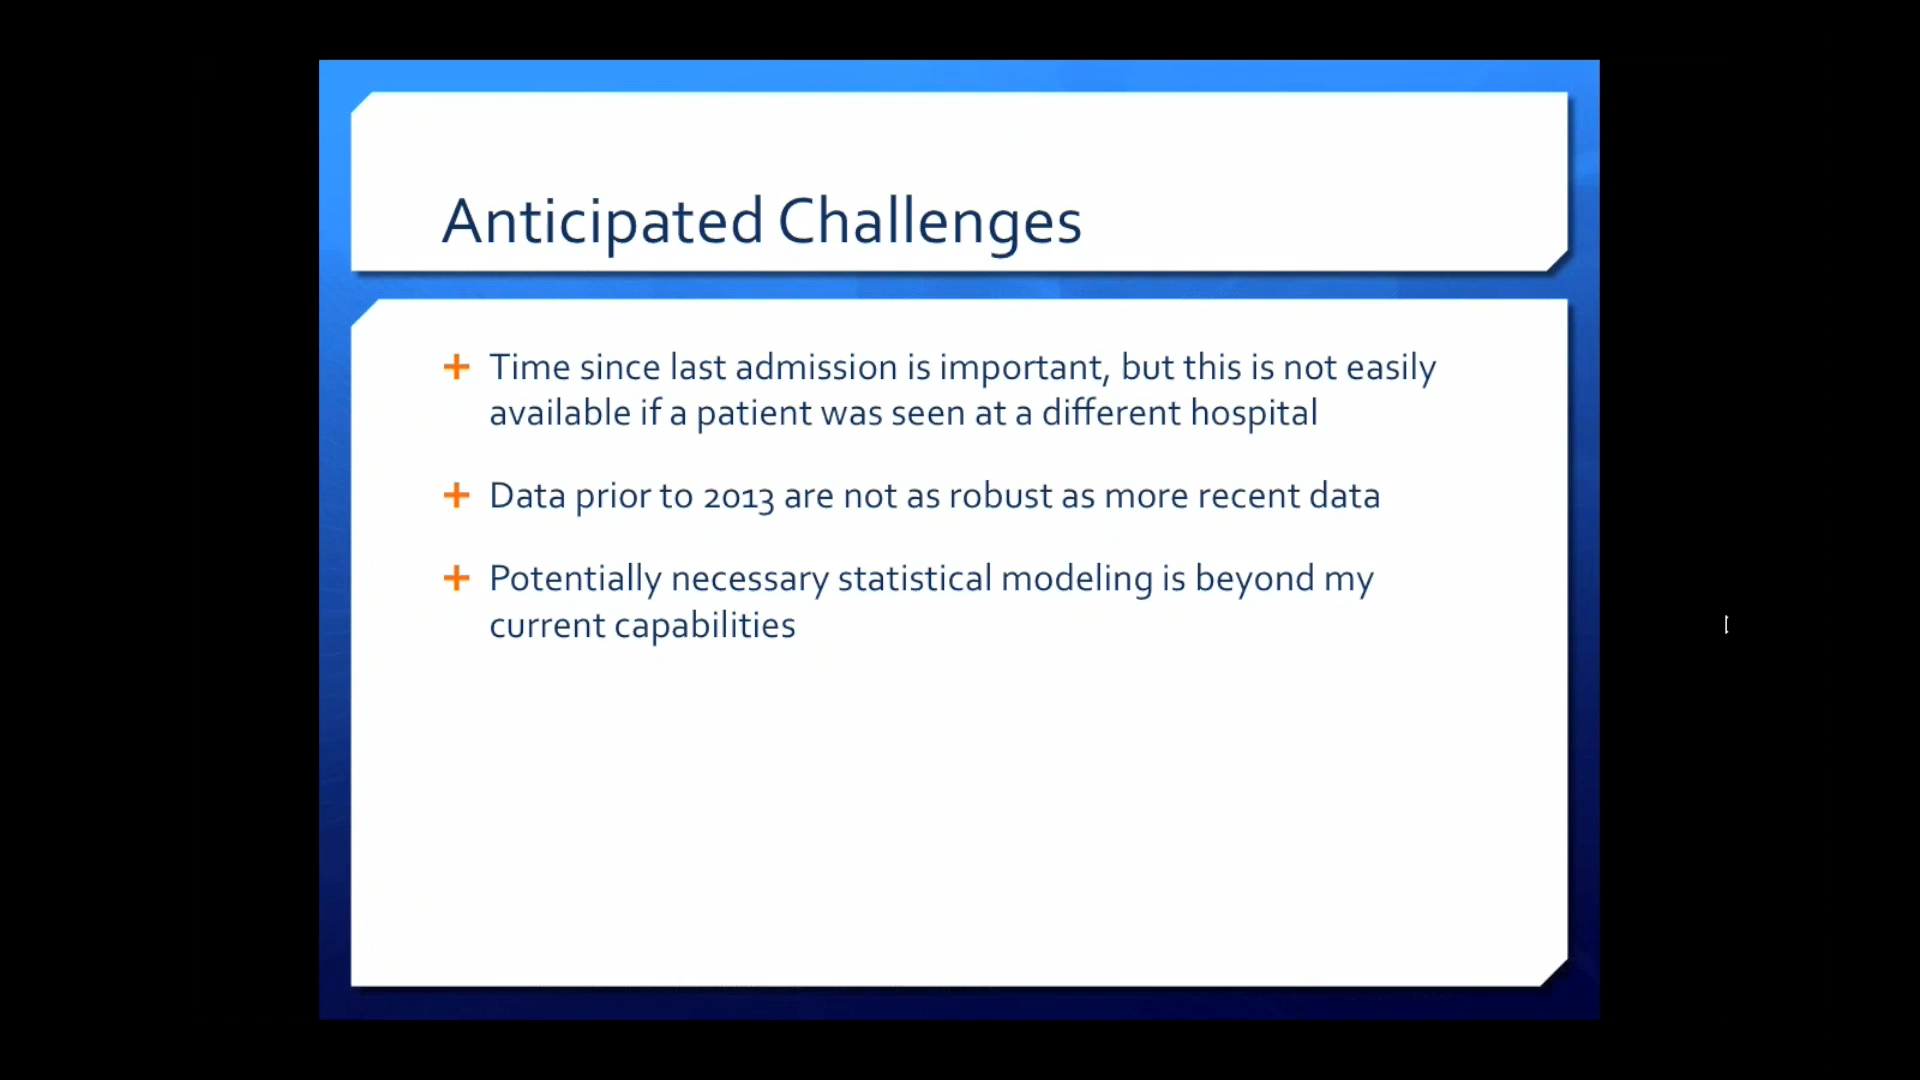 Anticipated Challenges
Time since last admission is important, but this is not easily
available if a patient was seen at a different hospital
Data prior to 2013 are not as robust as more recent data
Potentially necessary statistical modeling is beyond my
current capabilities